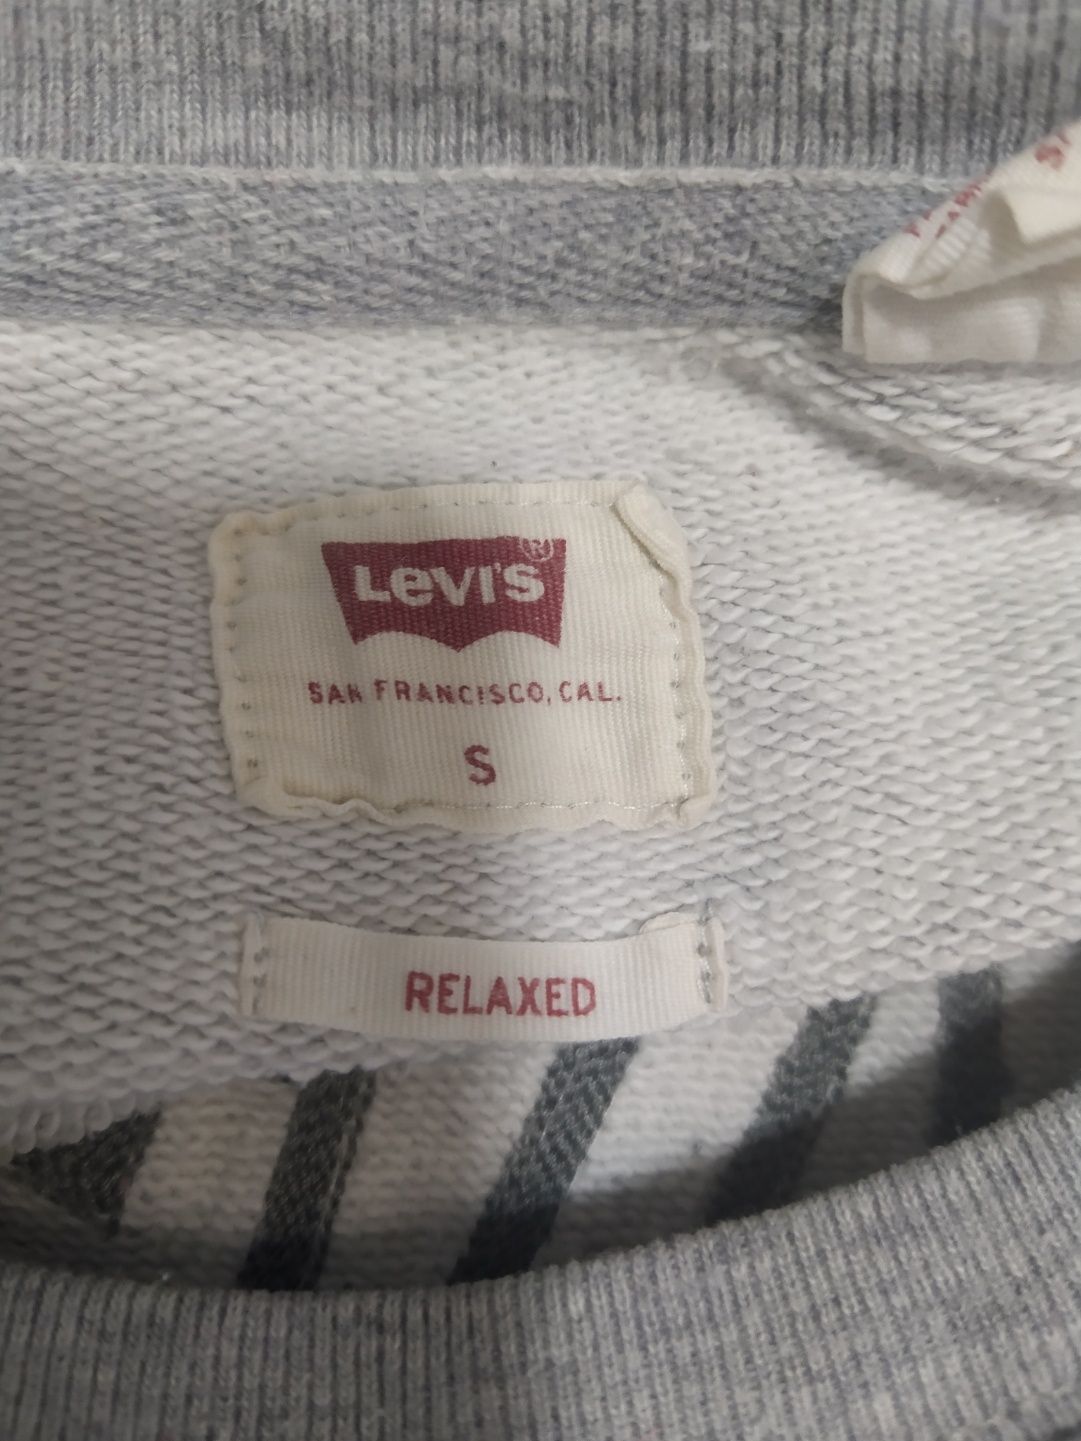 Levi's®
SAN FRANCISCO, CAL.
S
RELAXED